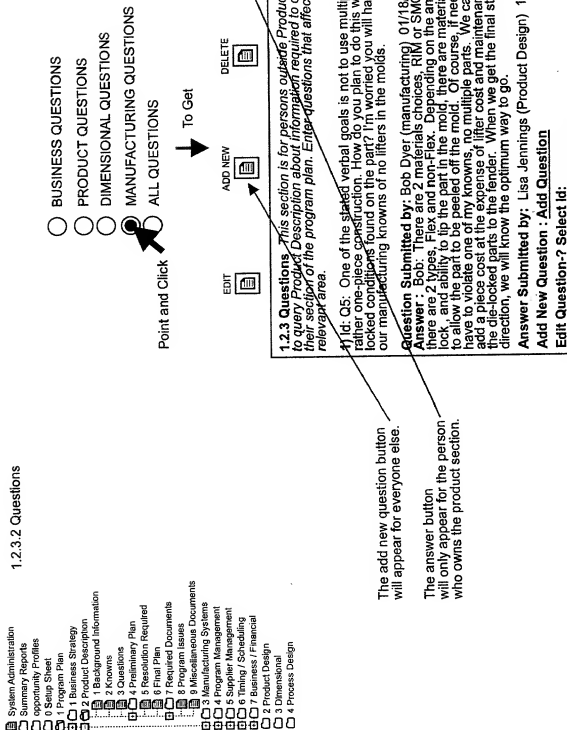 System Administration
Summary Reports
opportunity Profiles
0 Setup Sheet
1 Program Plan
1 Business Strategy
2 Product Description
1 Background Information
2 Knowns
3 Questions
4 Preliminary Plan
5 Resolution Required
6 Final Plan
7 Required Documents
8 Program Issues
9 Miscellaneous Documents
3 Manufacturing Systems
4 Program Management
5 Supplier Management
6 Timing / Scheduling
7 Business / Financial
2 Product Design
3 Dimensional
4 Process Design
1.2.3.2 Questions
BUSINESS QUESTIONS
PRODUCT QUESTIONS
DIMENSIONAL QUESTIONS
MANUFACTURING QUESTIONS
ALL QUESTIONS
Point and Click
To Get
EDIT
ADD NEW
DELETE
The add new question button
will appear for everyone else.
The answer button
will only appear for the person
who owns the product section.
1.2.3 Questions This section is for persons outside Produc
to query Product Description about information required to c
their section of the program plan. Enter questions that affec
relevant area.
1) Id: Q5: One of the stated verbal goals is not to use multi
rather one-piece construction. How do you plan to do this w
locked conditions found on the part? I'm worried you will ha
our manufacturing knowns of no lifters in the molds.
Question Submitted by: Bob Dyer (manufacturing) 01/18
Answer : Bob: There are 2 materials choices, RIM or SMC
there are 2 types, Flex and non-Flex. Depending on the an
lock, and ability to tip the part in the mold, there are materia
to allow the part to be peeled off the mold. Of course, if nec
have to violate one of my knowns, no multiple parts. We ca
add a piece cost at the expense of lifter cost and maintenan
the die-locked parts to the fender. When we get the final st
direction, we will know the optimum way to go.
Answer Submitted by: Lisa Jennings (Product Design) 1
Add New Question : Add Question
Edit Question-? Select Id: